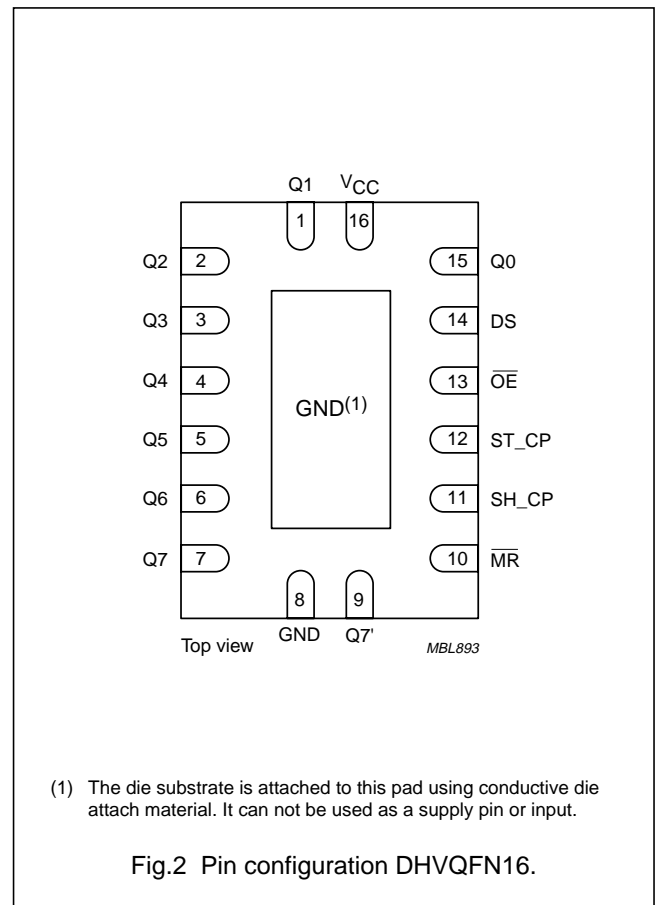 Q1 VCC
1 16
Q2 2 15 Q0
Q3 3 14 DS
Q4 4 13 O̅E̅
GND(1)
Q5 5 12 ST_CP
Q6 6 11 SH_CP
Q7 7 10 M̅R̅
8 9
GND Q7'
Top view MBL893
(1) The die substrate is attached to this pad using conductive die
attach material. It can not be used as a supply pin or input.
Fig.2 Pin configuration DHVQFN16.